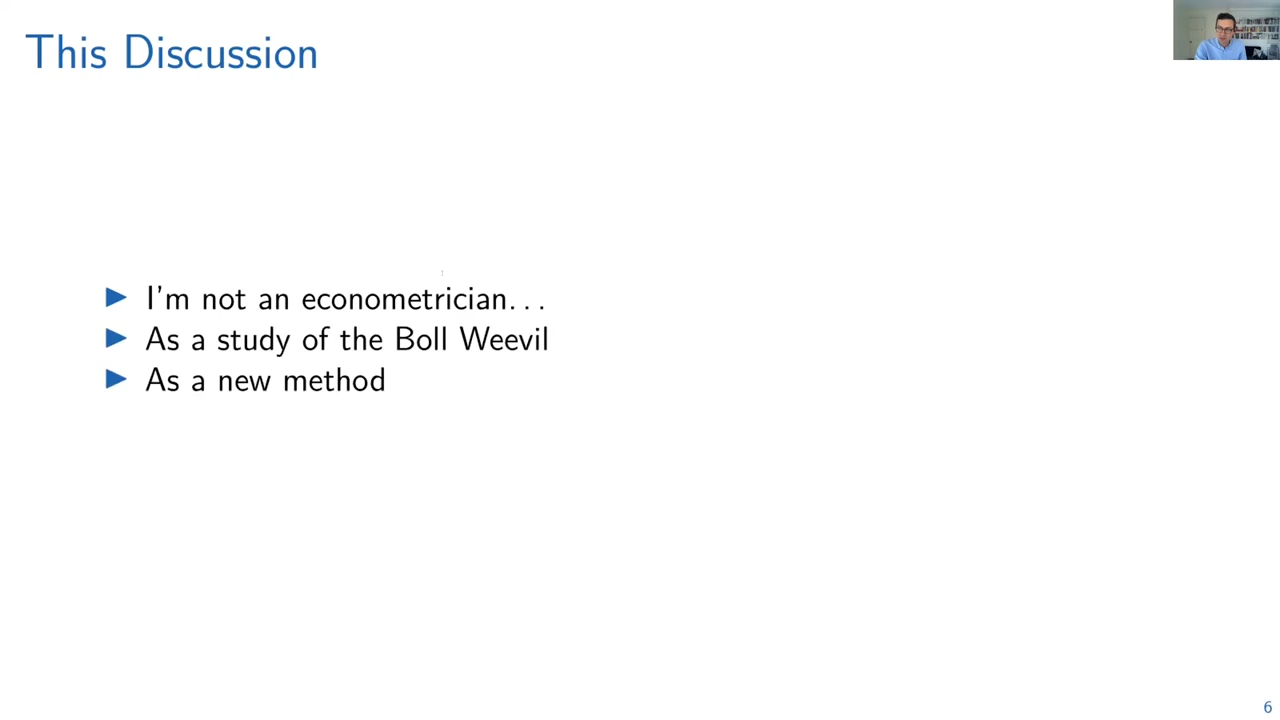 This Discussion
I'm not an econometrician...
As a study of the Boll Weevil
As a new method
6